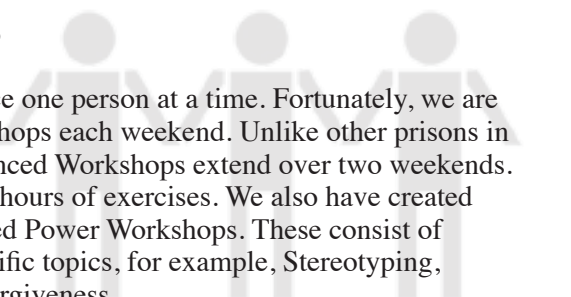 e one person at a time. Fortunately, we are
hops each weekend. Unlike other prisons in
nced Workshops extend over two weekends.
hours of exercises. We also have created
ed Power Workshops. These consist of
ific topics, for example, Stereotyping,
rgiveness